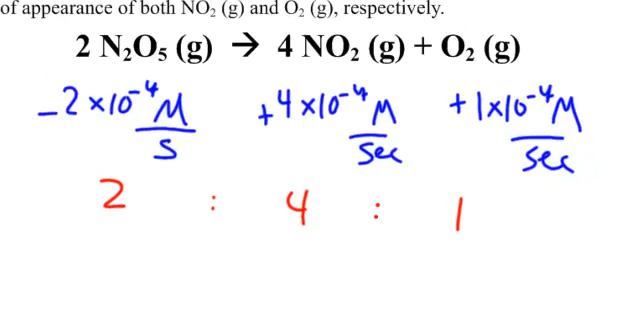 of appearance of both NO₂ (g) and O₂ (g), respectively.
2 N₂O₅ (g) → 4 NO₂ (g) + O₂ (g)
-2×10⁻⁴ M/s +4×10⁻⁴ M/sec +1×10⁻⁴ M/sec
2 : 4 : 1